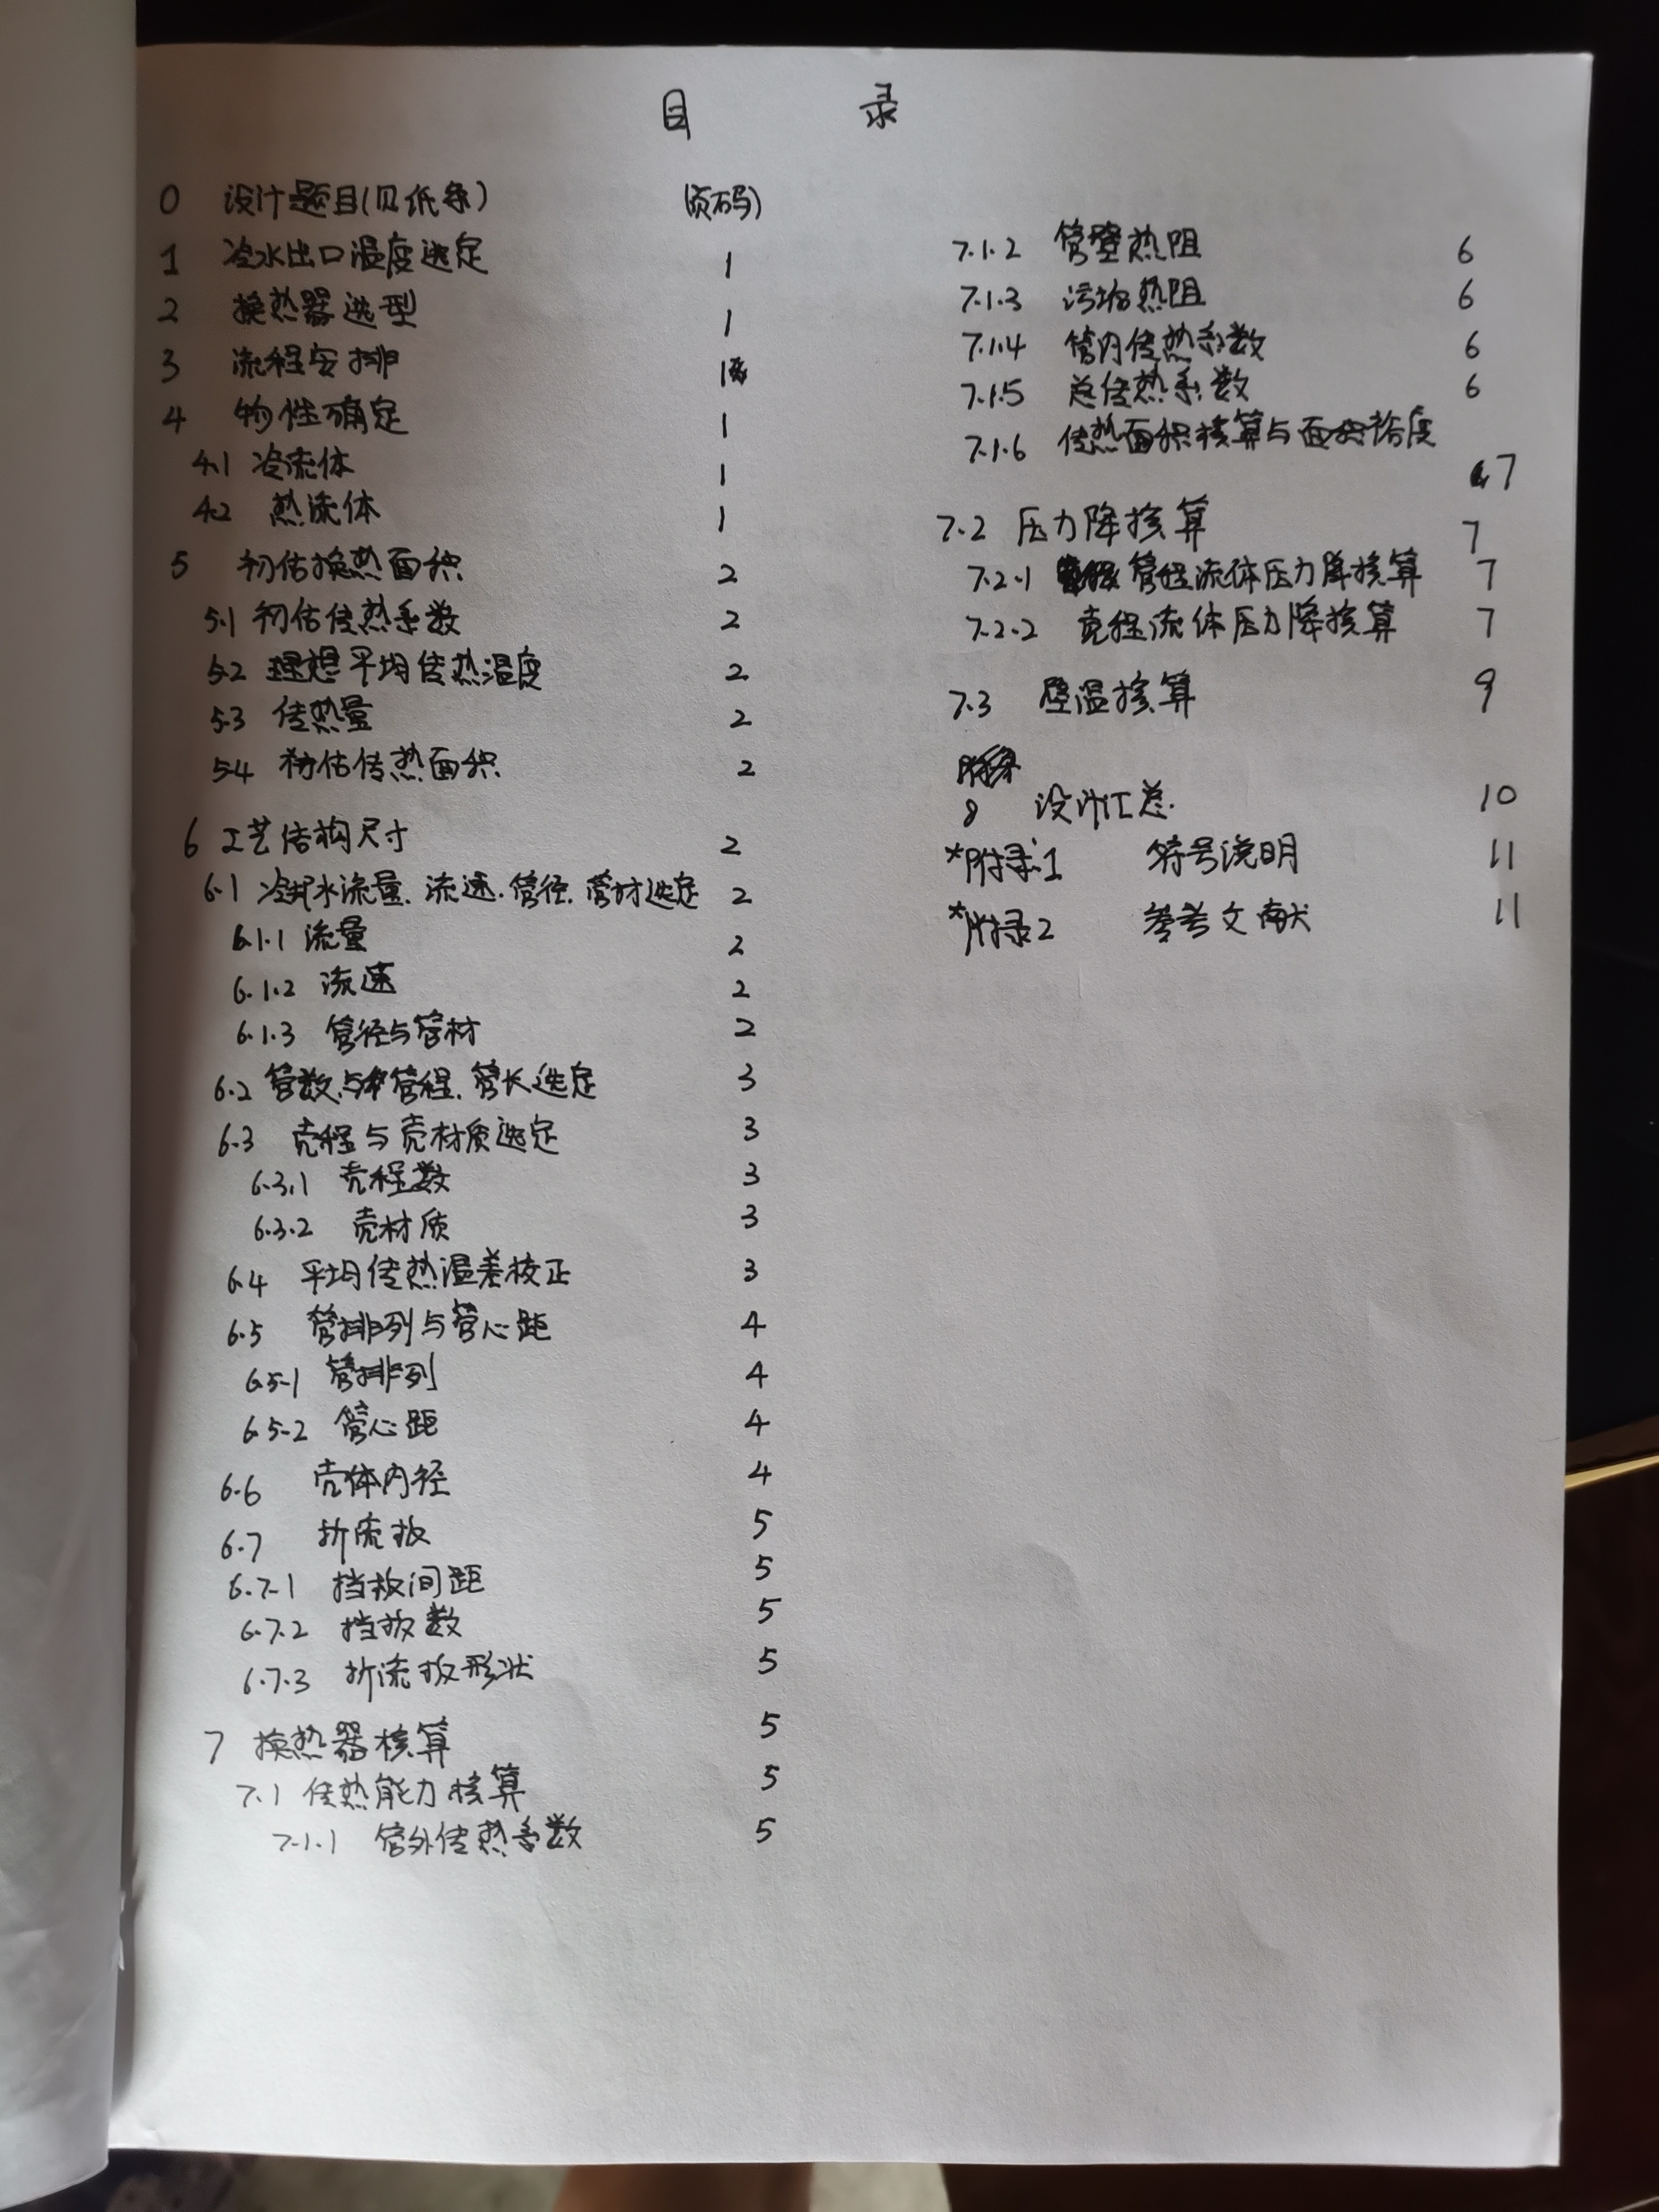 目 录
0 设计题目(见纸条) (页码)
1 冷水出口温度选定 1
2 换热器选型 1
3 流程安排 1
4 物性确定 1
4.1 冷流体 1
4.2 热流体 1
5 初估换热面积 2
5.1 初估传热系数 2
5.2 理想平均传热温度 2
5.3 传热量 2
5.4 初估传热面积 2
6 工艺结构尺寸 2
6.1 冷却水流量、流速、管径、管材选定 2
6.1.1 流量 2
6.1.2 流速 2
6.1.3 管径与管材 2
6.2 管数与管程、管长选定 3
6.3 壳程与壳材质选定 3
6.3.1 壳程数 3
6.3.2 壳材质 3
6.4 平均传热温差校正 3
6.5 管排列与管心距 4
6.5.1 管排列 4
6.5.2 管心距 4
6.6 壳体内径 4
6.7 折流板 5
6.7.1 挡板间距 5
6.7.2 挡板数 5
6.7.3 折流板形状 5
7 换热器核算 5
7.1 传热能力核算 5
7.1.1 管外传热系数 5
7.1.2 管壁热阻 6
7.1.3 污垢热阻 6
7.1.4 管内传热系数 6
7.1.5 总传热系数 6
7.1.6 传热面积核算与面积裕度
7
7.2 压力降核算 7
7.2.1 管程流体压力降核算 7
7.2.2 壳程流体压力降核算 7
7.3 壁温核算 9
8 设计汇总 10
*附录1 符号说明 11
*附录2 参考文献 11